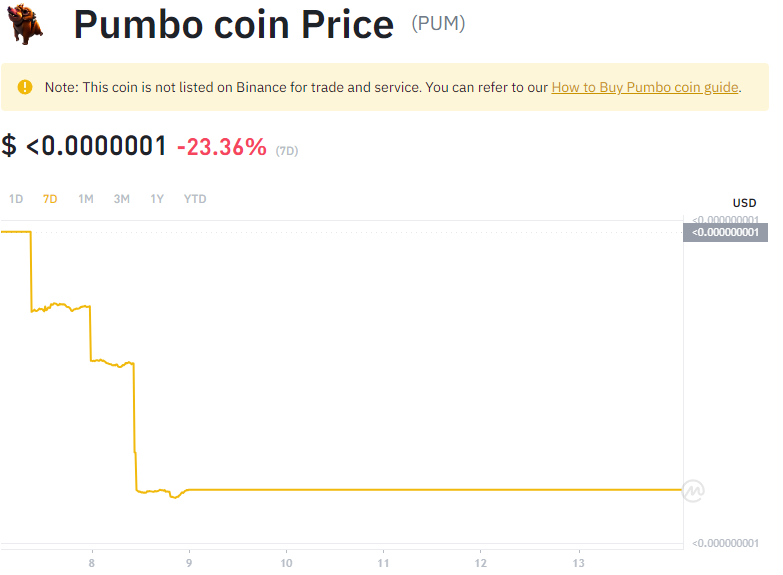 Pumbo coin Price (PUM)
Note: This coin is not listed on Binance for trade and service. You can refer to our How to Buy Pumbo coin guide.
$ <0.0000001 -23.36% (7D)
1D 7D 1M 3M 1Y YTD
USD
<0.000000001
<0.000000001
<0.000000001
8 9 10 11 12 13